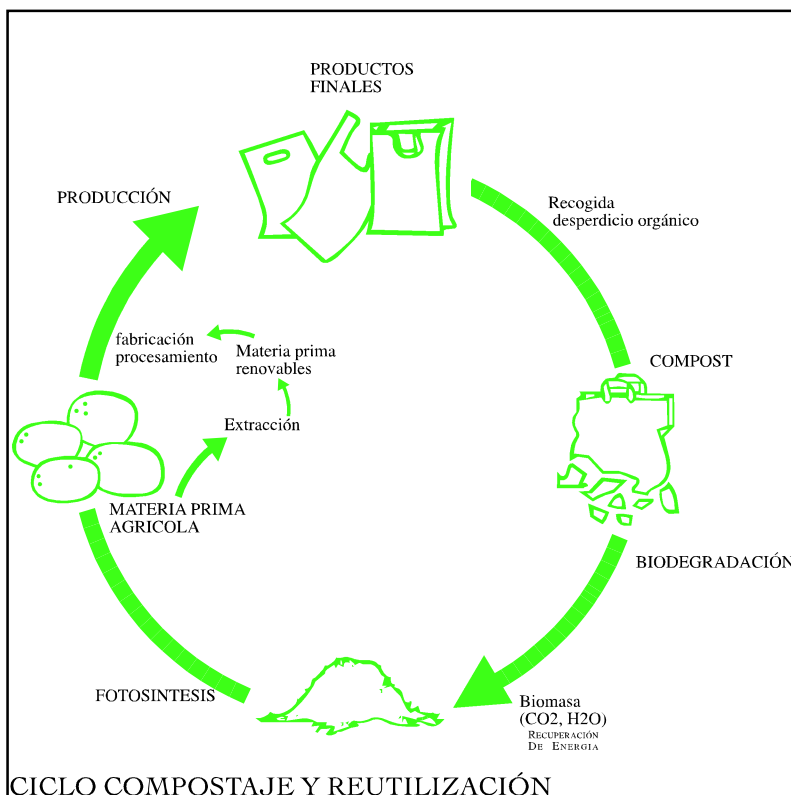 PRODUCTOS
FINALES
PRODUCCIÓN
Recogida
desperdicio orgánico
fabricación
procesamiento
Materia prima
renovables
COMPOST
Extracción
MATERIA PRIMA
AGRICOLA
BIODEGRADACIÓN
FOTOSINTESIS
Biomasa
(CO2, H2O)
RECUPERACIÓN
DE ENERGIA
CICLO COMPOSTAJE Y REUTILIZACIÓN